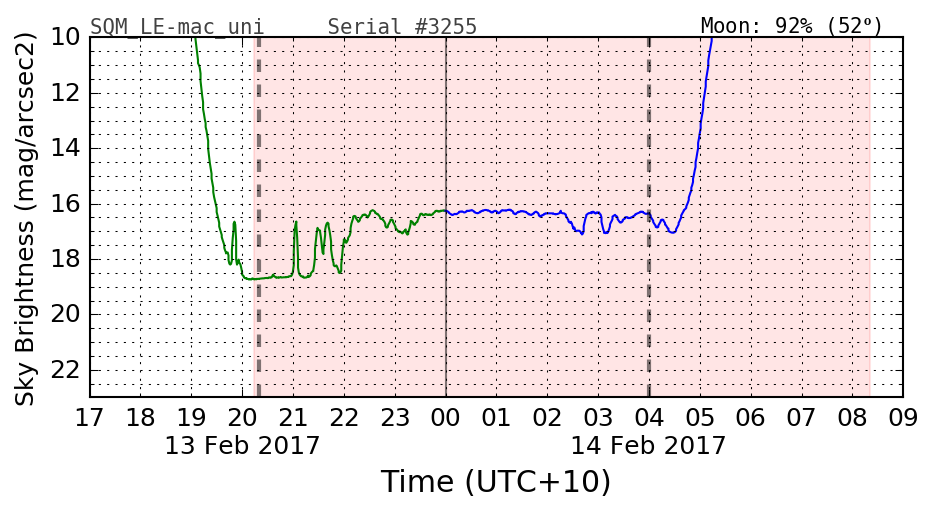 SQM_LE-mac_uni Serial #3255 Moon: 92% (52°)
Sky Brightness (mag/arcsec2)
10
12
14
16
18
20
22
17 18 19 20 21 22 23 00 01 02 03 04 05 06 07 08 09
13 Feb 2017 14 Feb 2017
Time (UTC+10)